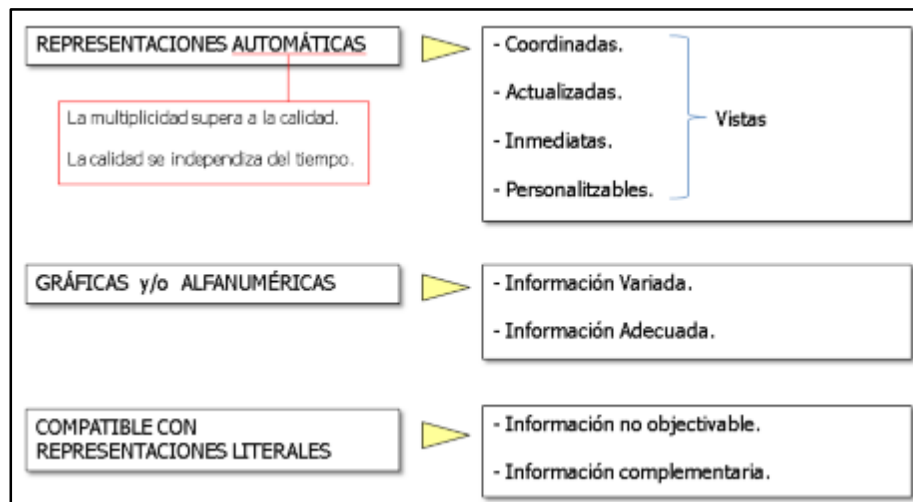 REPRESENTACIONES AUTOMÁTICAS
La multiplicidad supera a la calidad.
La calidad se independiza del tiempo.
- Coordinadas.
- Actualizadas.
- Inmediatas.
- Personalitzables.
Vistas
GRÁFICAS y/o ALFANUMÉRICAS
- Información Variada.
- Información Adecuada.
COMPATIBLE CON
REPRESENTACIONES LITERALES
- Información no objectivable.
- Información complementaria.